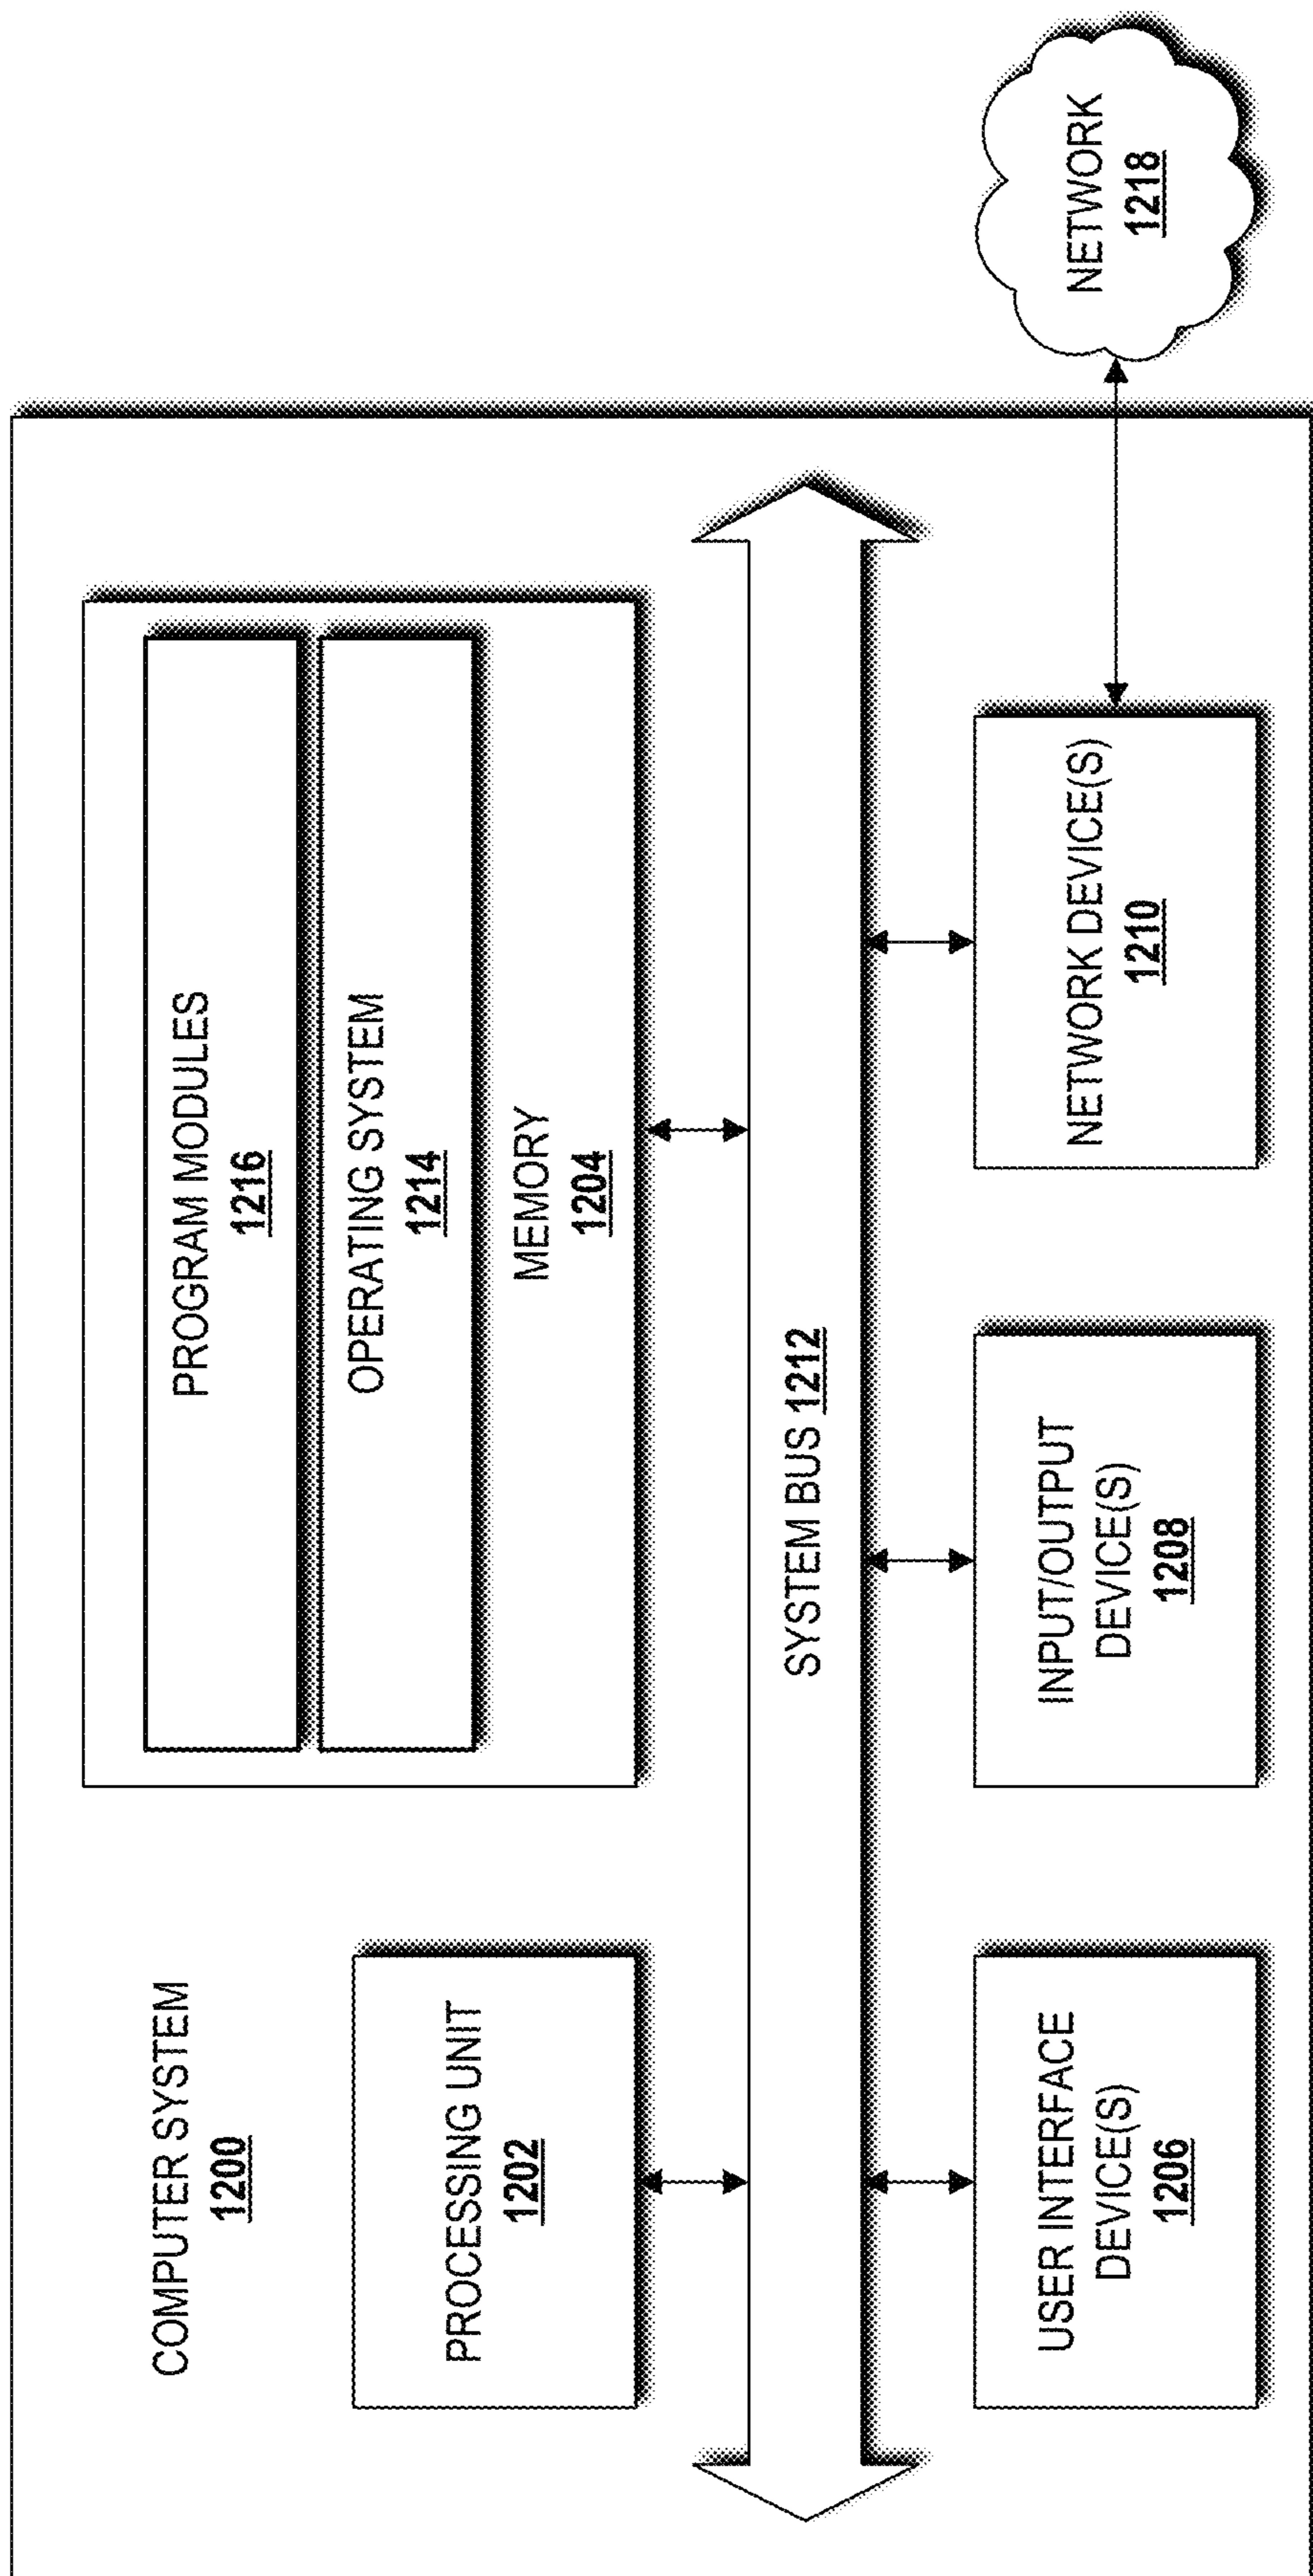 COMPUTER SYSTEM
1200
PROGRAM MODULES
1216
OPERATING SYSTEM
1214
MEMORY
1204
PROCESSING UNIT
1202
SYSTEM BUS 1212
USER INTERFACE
DEVICE(S)
1206
INPUT/OUTPUT
DEVICE(S)
1208
NETWORK DEVICE(S)
1210
NETWORK
1218